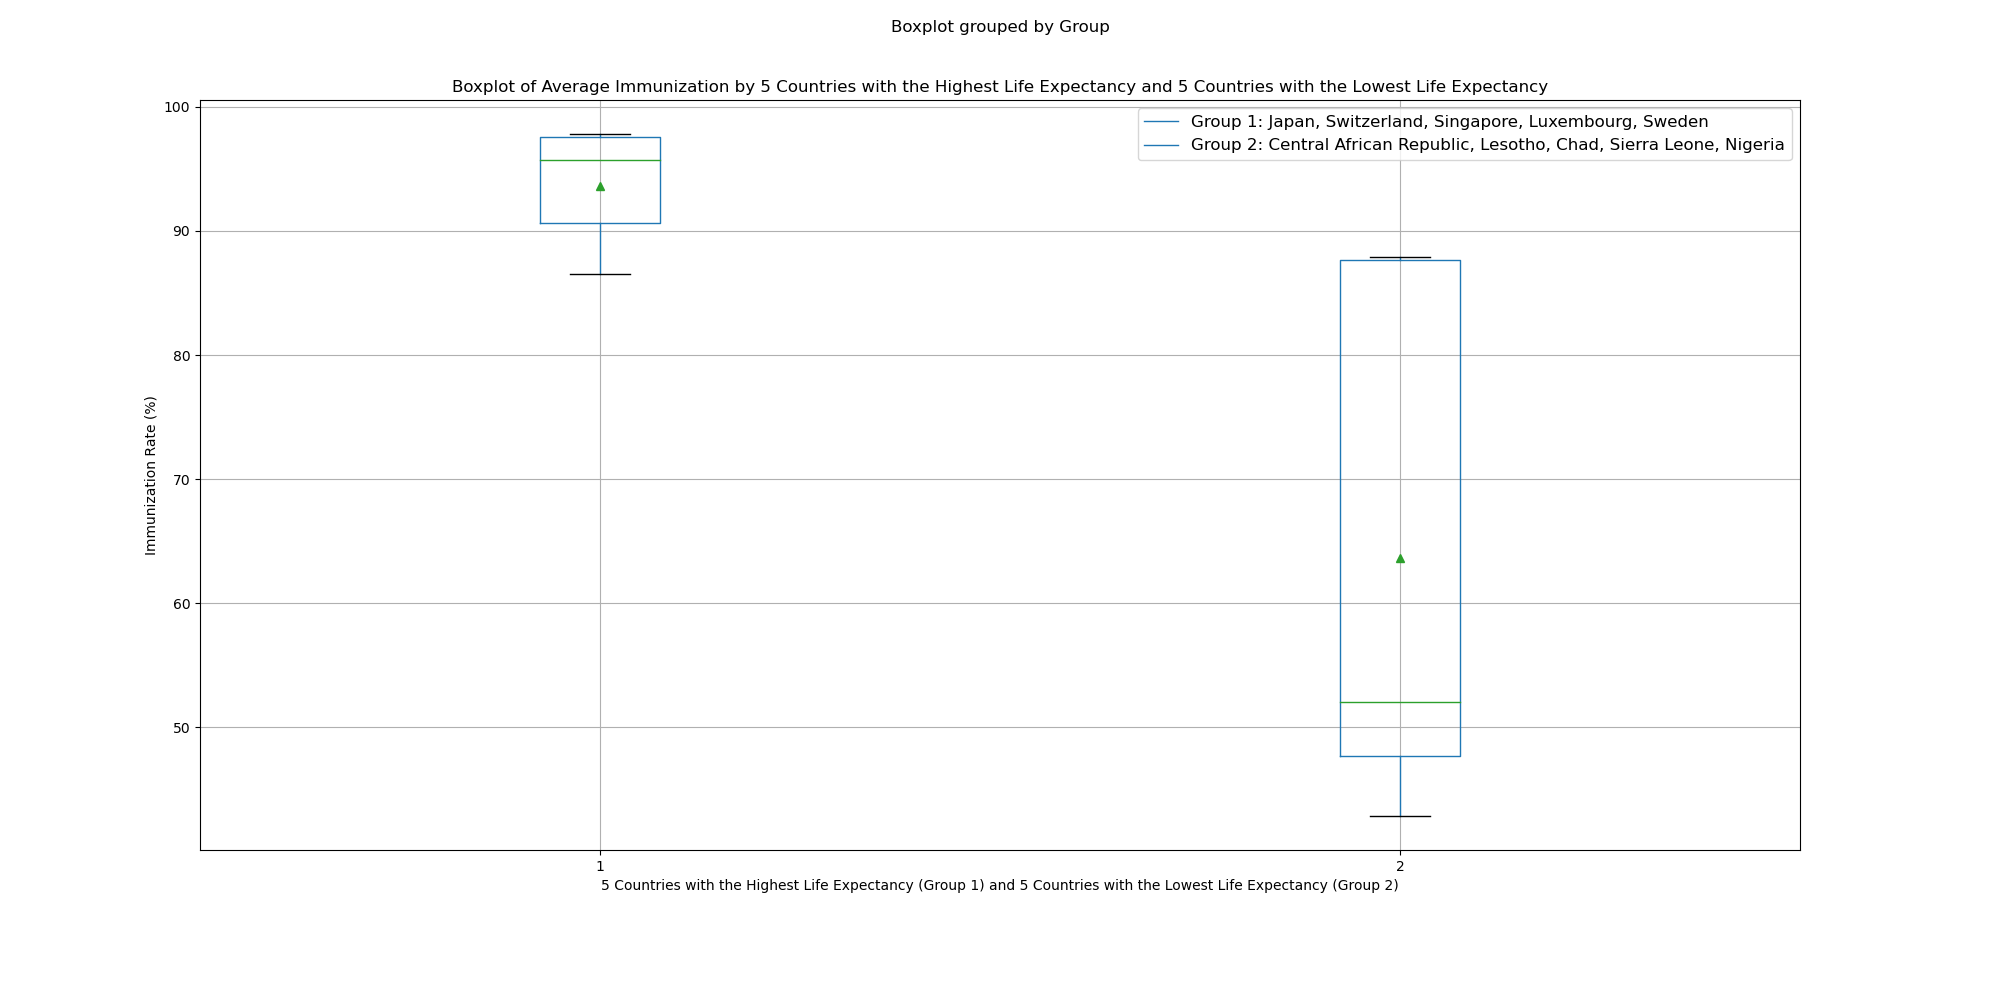 Boxplot grouped by Group
Boxplot of Average Immunization by 5 Countries with the Highest Life Expectancy and 5 Countries with the Lowest Life Expectancy
Group 1: Japan, Switzerland, Singapore, Luxembourg, Sweden
Group 2: Central African Republic, Lesotho, Chad, Sierra Leone, Nigeria
100
90
80
70
60
50
Immunization Rate (%)
1
2
5 Countries with the Highest Life Expectancy (Group 1) and 5 Countries with the Lowest Life Expectancy (Group 2)